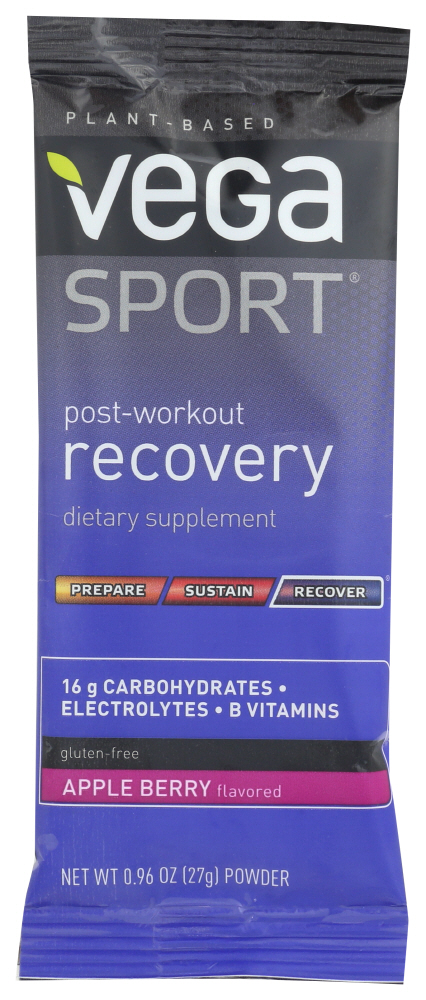 PLANT-BASED
vega
SPORT®
post-workout
recovery
dietary supplement
PREPARE SUSTAIN RECOVER
16 g CARBOHYDRATES •
ELECTROLYTES • B VITAMINS
gluten-free
APPLE BERRY flavored
NET WT 0.96 OZ (27g) POWDER